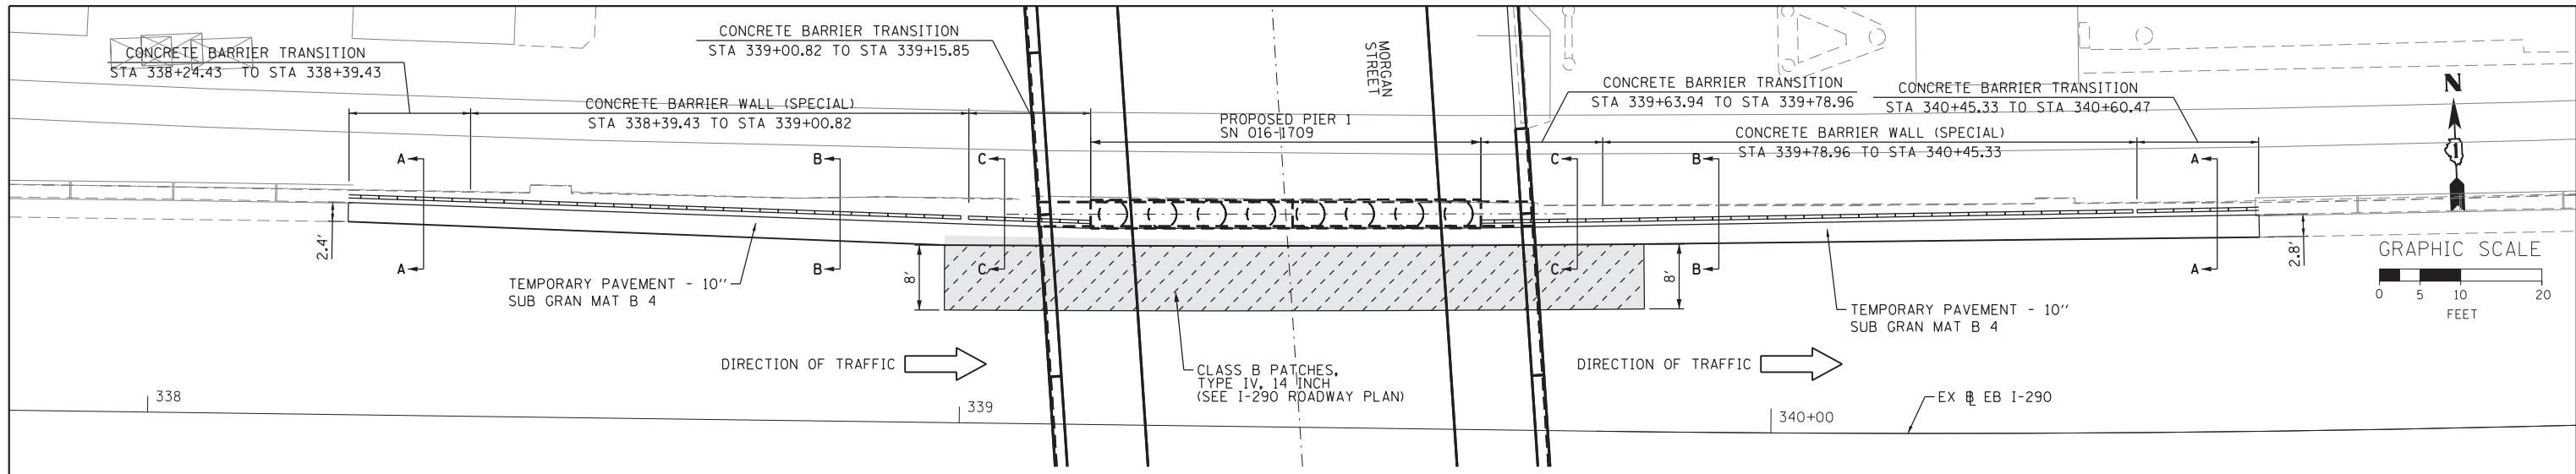 CONCRETE BARRIER TRANSITION
STA 338+24.43 TO STA 338+39.43
CONCRETE BARRIER TRANSITION
STA 339+00.82 TO STA 339+15.85
CONCRETE BARRIER WALL (SPECIAL)
STA 338+39.43 TO STA 339+00.82
PROPOSED PIER 1
SN 016-1709
MORGAN
STREET
CONCRETE BARRIER TRANSITION
STA 339+63.94 TO STA 339+78.96
CONCRETE BARRIER TRANSITION
STA 340+45.33 TO STA 340+60.47
CONCRETE BARRIER WALL (SPECIAL)
STA 339+78.96 TO STA 340+45.33
N
A
B
C
C
B
A
A
B
C
C
B
A
2.4'
8'
8'
2.8'
TEMPORARY PAVEMENT - 10"
SUB GRAN MAT B 4
TEMPORARY PAVEMENT - 10"
SUB GRAN MAT B 4
GRAPHIC SCALE
0 5 10 20
FEET
DIRECTION OF TRAFFIC
CLASS B PATCHES,
TYPE IV, 14 INCH
(SEE I-290 ROADWAY PLAN)
DIRECTION OF TRAFFIC
338
339
340+00
EX ℄ EB I-290